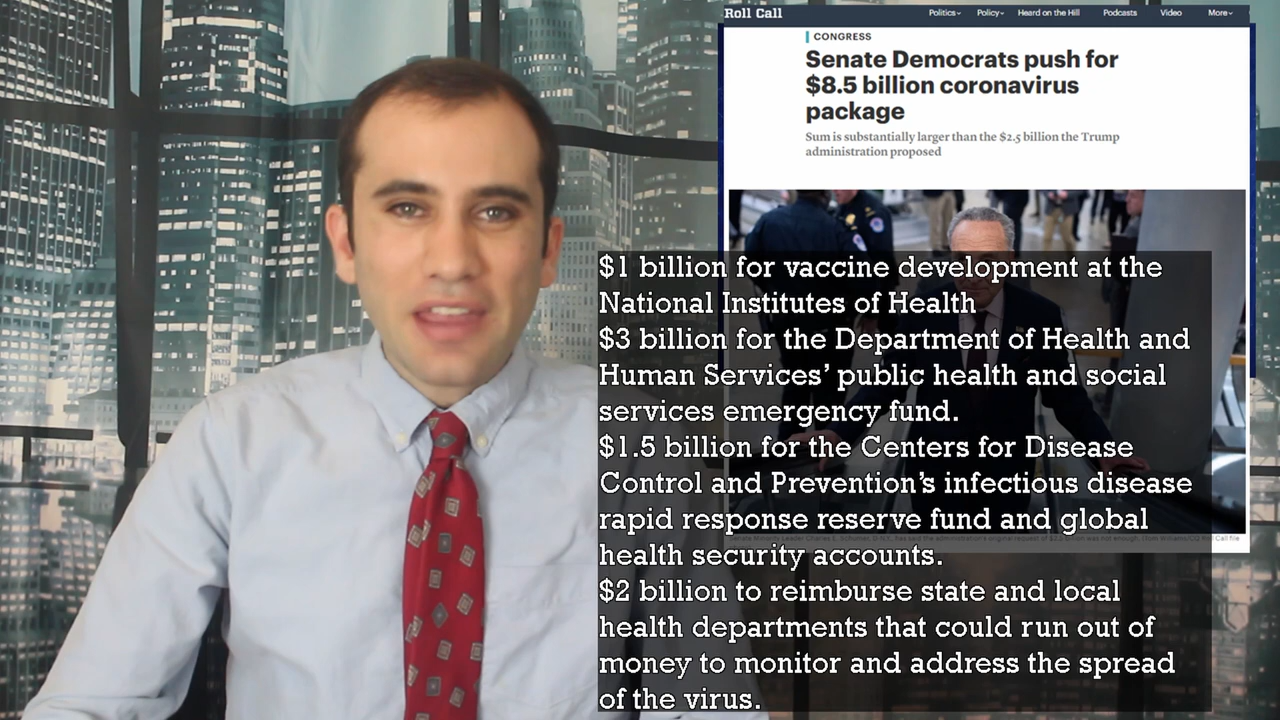 Roll Call
Politics
Policy
Heard on the Hill
Podcasts
Video
More
CONGRESS
Senate Democrats push for
$8.5 billion coronavirus
package
Sum is substantially larger than the $2.5 billion the Trump
administration proposed
$1 billion for vaccine development at the
National Institutes of Health
$3 billion for the Department of Health and
Human Services’ public health and social
services emergency fund.
$1.5 billion for the Centers for Disease
Control and Prevention’s infectious disease
rapid response reserve fund and global
health security accounts.
$2 billion to reimburse state and local
health departments that could run out of
money to monitor and address the spread
of the virus.